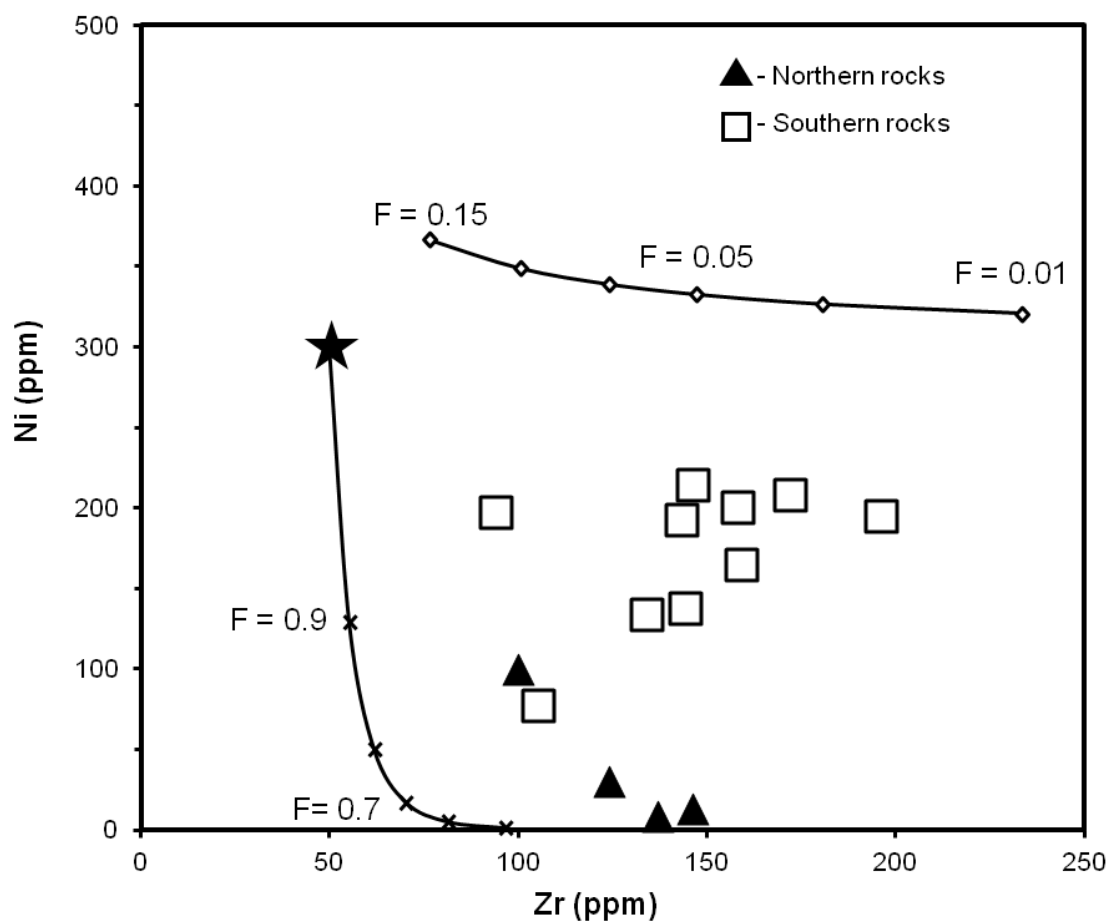 500
400
300
200
100
0
Ni (ppm)
- Northern rocks
- Southern rocks
F = 0.15
F = 0.05
F = 0.01
F = 0.9
F= 0.7
0 50 100 150 200 250
Zr (ppm)